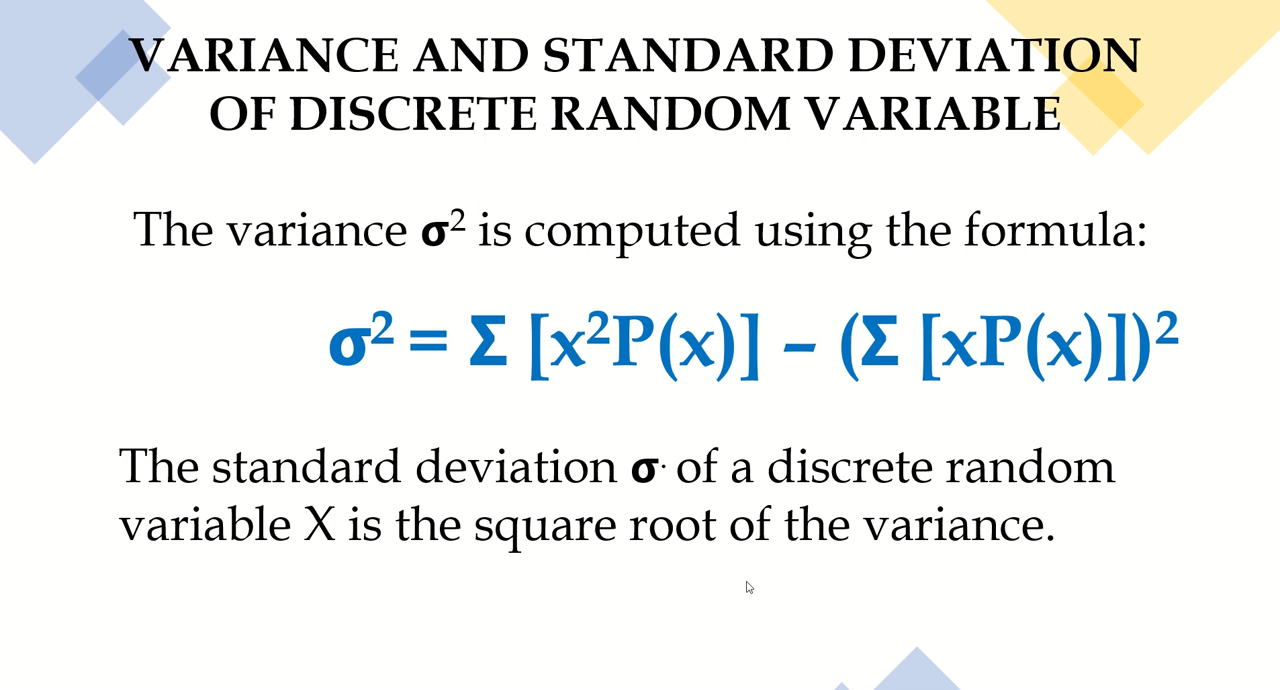 VARIANCE AND STANDARD DEVIATION
OF DISCRETE RANDOM VARIABLE
The variance σ² is computed using the formula:
σ² = Σ [x²P(x)] – (Σ [xP(x)])²
The standard deviation σ of a discrete random
variable X is the square root of the variance.